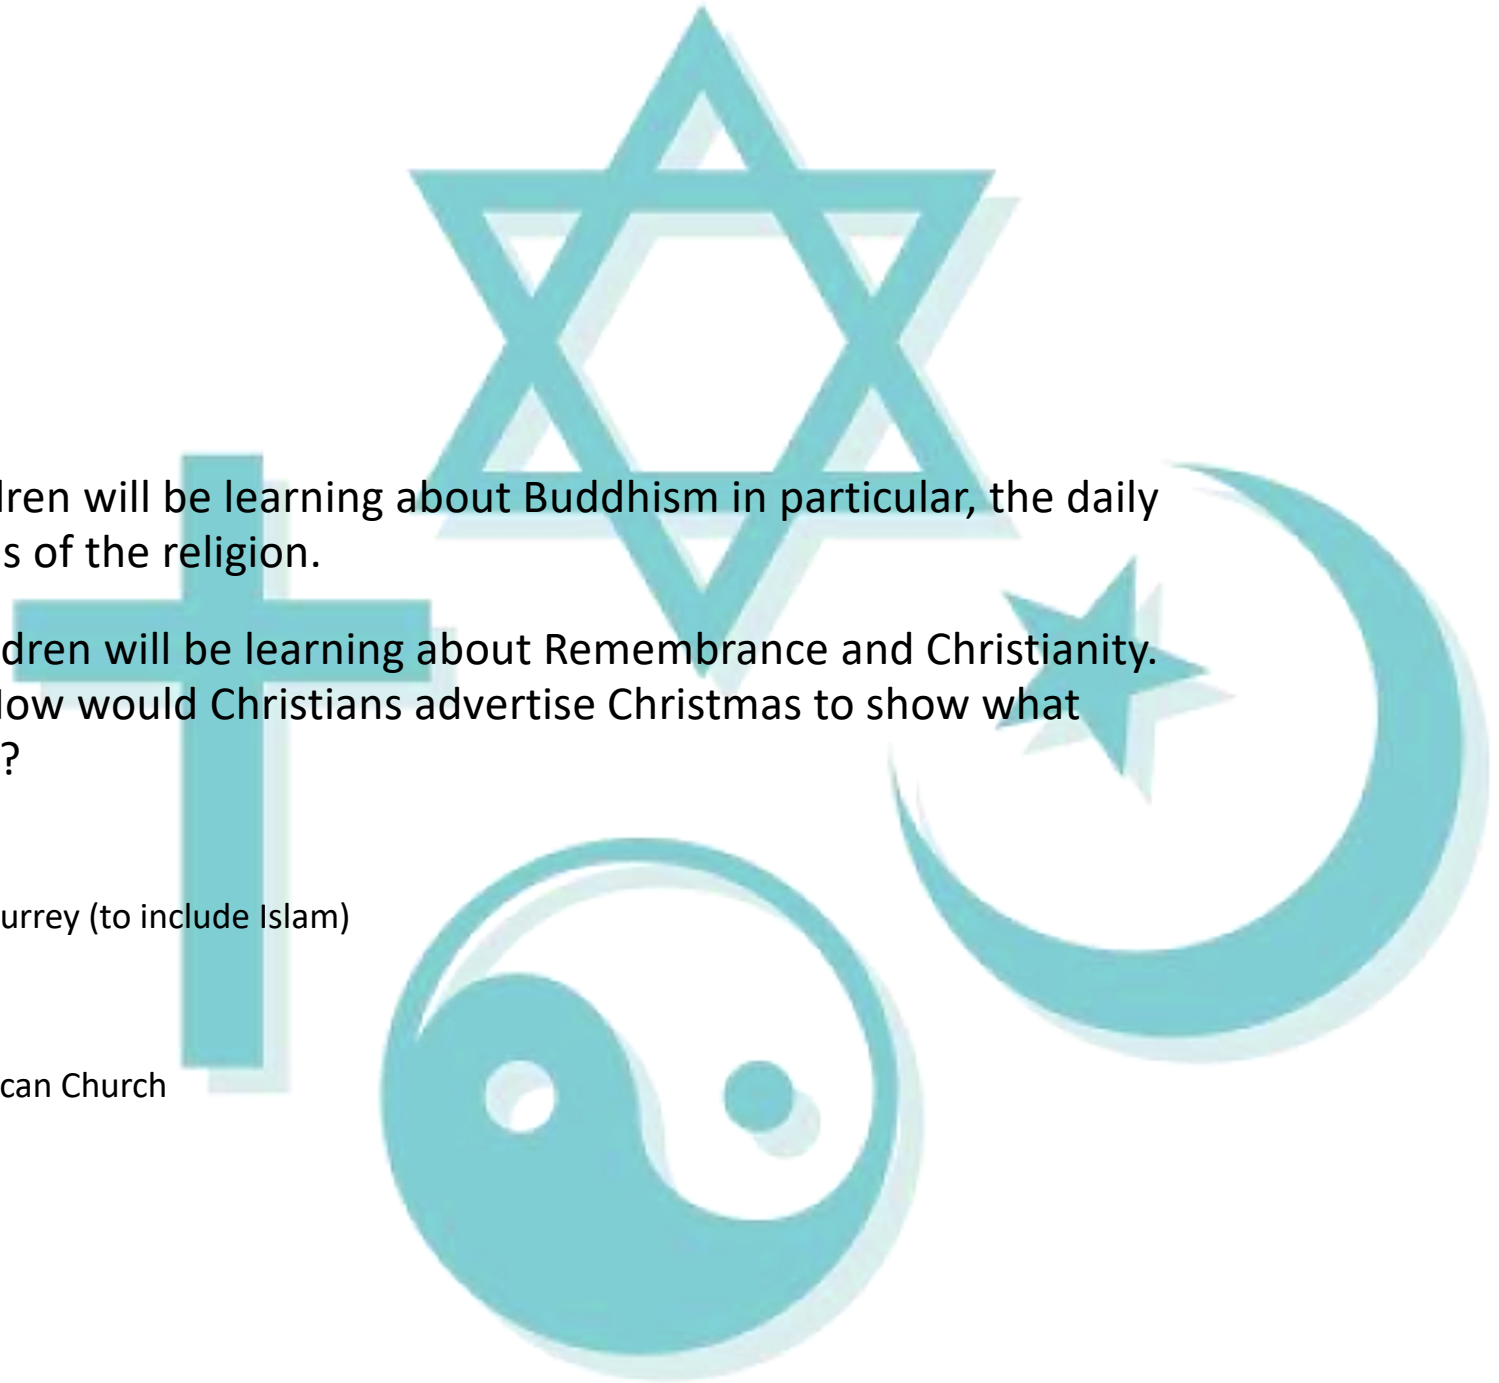 dren will be learning about Buddhism in particular, the daily
s of the religion.
dren will be learning about Remembrance and Christianity.
How would Christians advertise Christmas to show what
?
urrey (to include Islam)
can Church